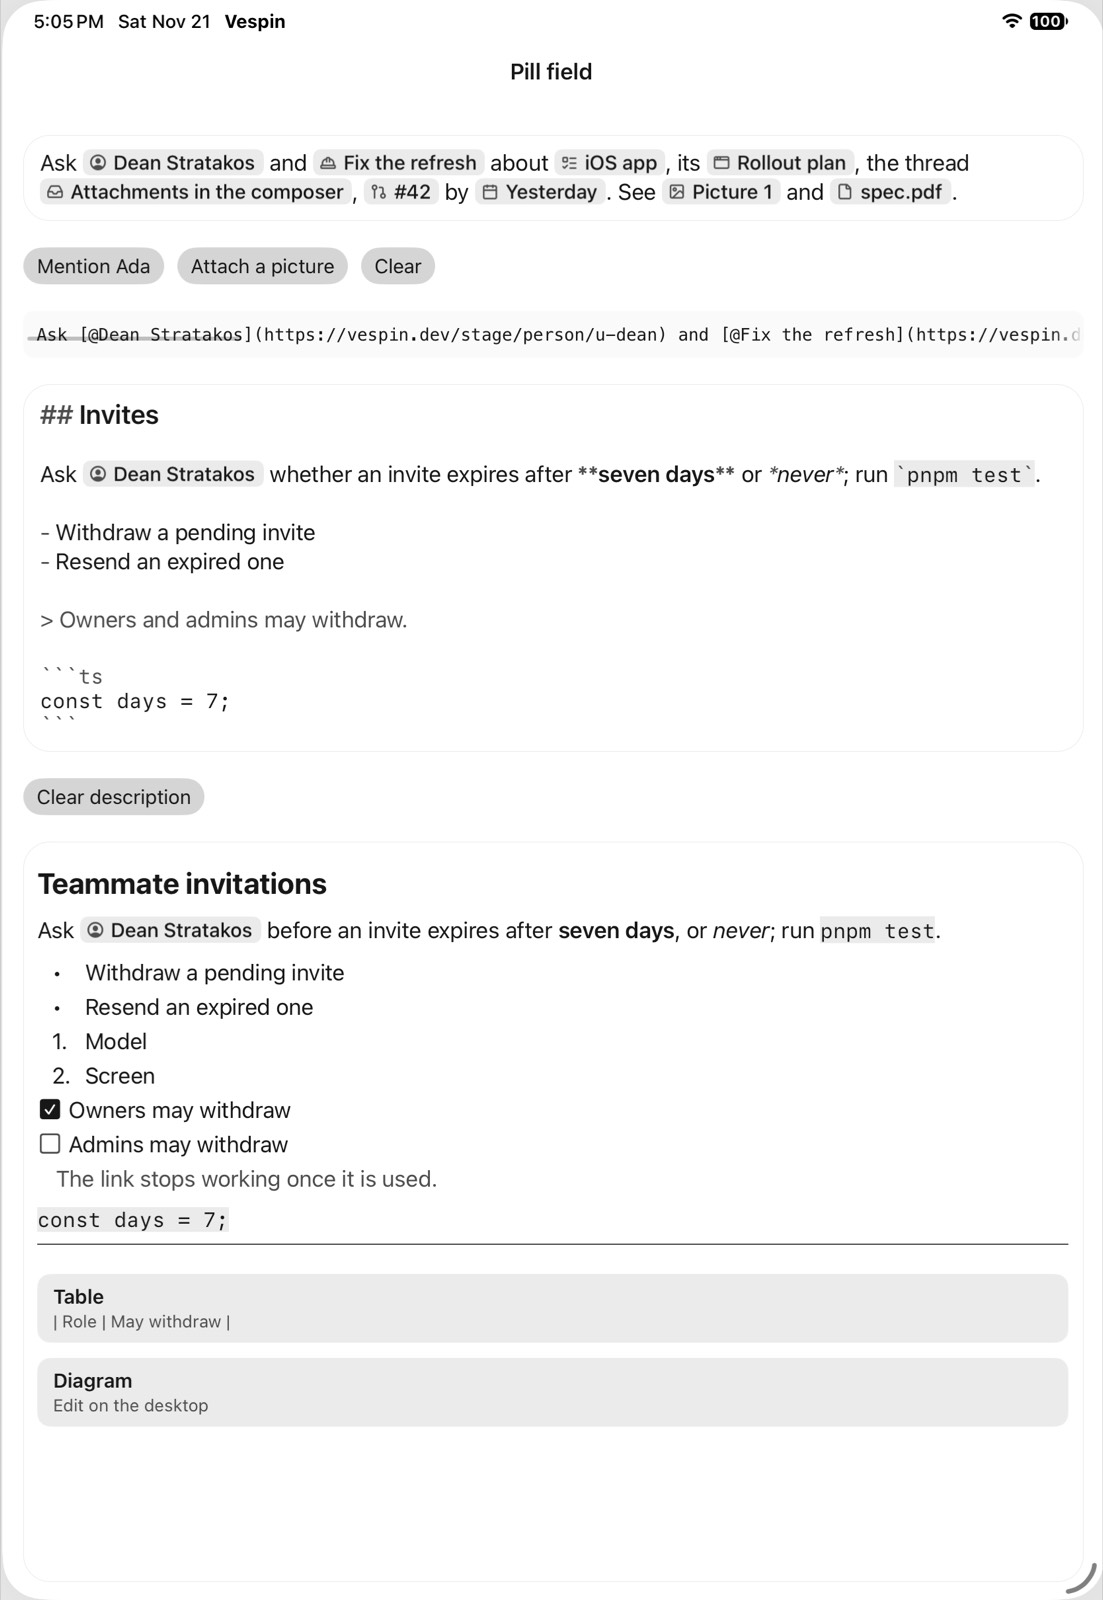 5:05 PM Sat Nov 21 Vespin
100
Pill field
Ask Dean Stratakos and Fix the refresh about iOS app, its Rollout plan, the thread
Attachments in the composer, #42 by Yesterday. See Picture 1 and spec.pdf.
Mention Ada Attach a picture Clear
Ask [@Dean Stratakos](https://vespin.dev/stage/person/u-dean) and [@Fix the refresh](https://vespin.d
## Invites
Ask Dean Stratakos whether an invite expires after **seven days** or *never*; run `pnpm test`.
- Withdraw a pending invite
- Resend an expired one
> Owners and admins may withdraw.
```ts
const days = 7;
```
Clear description
Teammate invitations
Ask Dean Stratakos before an invite expires after seven days, or never; run pnpm test.
• Withdraw a pending invite
• Resend an expired one
1. Model
2. Screen
Owners may withdraw
Admins may withdraw
The link stops working once it is used.
const days = 7;
Table
| Role | May withdraw |
Diagram
Edit on the desktop